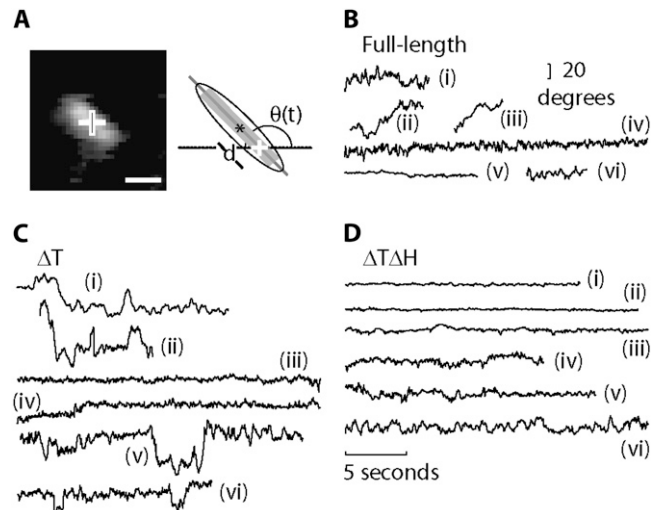 A
θ(t)
*
d
B
Full-length
(i)
] 20
degrees
(ii)
(iii)
(iv)
(v)
(vi)
C
ΔT
(i)
(ii)
(iii)
(iv)
(v)
(vi)
D
ΔTΔH
(i)
(ii)
(iii)
(iv)
(v)
(vi)
5 seconds